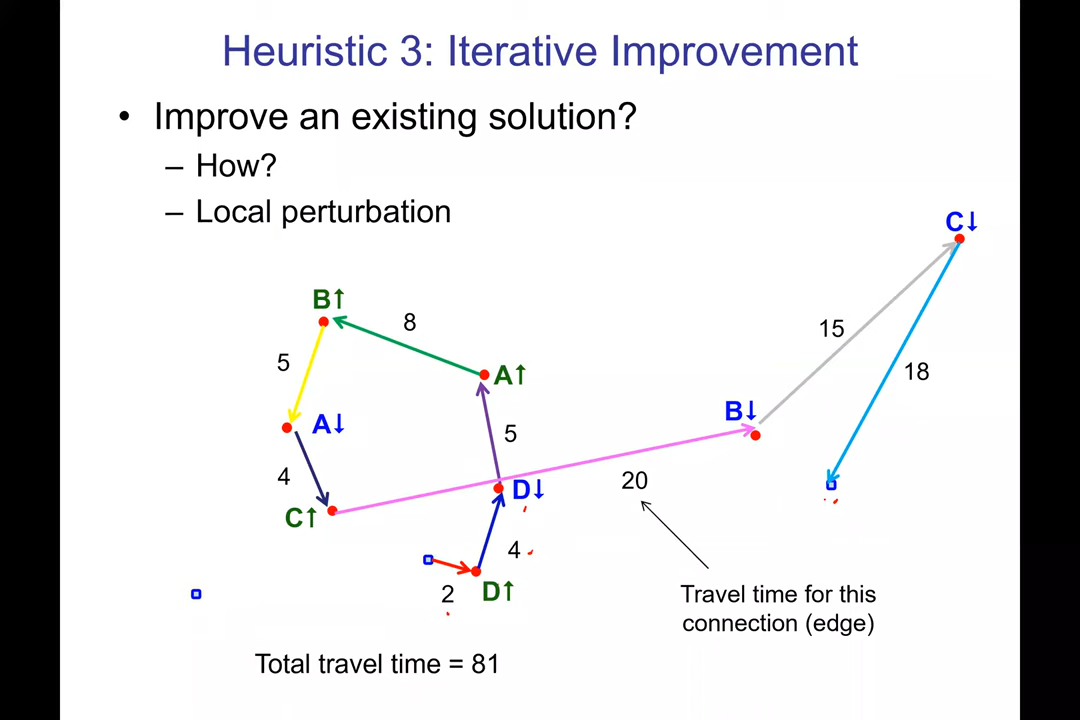 Heuristic 3: Iterative Improvement
• Improve an existing solution?
– How?
– Local perturbation
C↓
B↑
8
15
5
18
A↑
A↓
B↓
5
4
20
D↓
C↑
4
2
D↑
Travel time for this
connection (edge)
Total travel time = 81